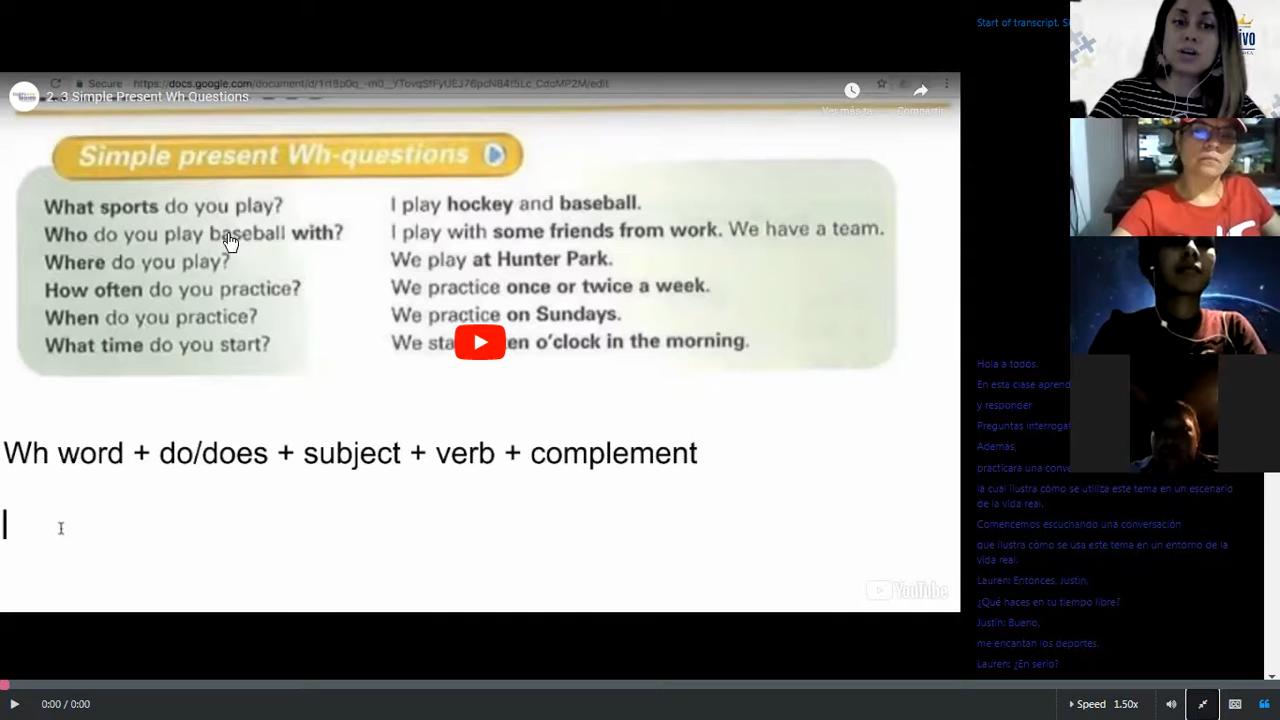 Secure
2. 3 Simple Present Wh Questions
Compartir
Simple present Wh-questions
What sports do you play? I play hockey and baseball.
Who do you play baseball with? I play with some friends from work. We have a team.
Where do you play? We play at Hunter Park.
How often do you practice? We practice once or twice a week.
When do you practice? We practice on Sundays.
What time do you start? We sta en o'clock in the morning.
Wh word + do/does + subject + verb + complement
YouTube
0:00 / 0:00
Start of transcript.
Hola a todos.
En esta clase aprend
y responder
Preguntas interrogat
Además,
practicara una conv
la cual ilustra cómo se utiliza este tema en un escenario
de la vida real.
Comencemos escuchando una conversación
que ilustra cómo se usa este tema en un entorno de la
vida real.
Lauren: Entonces, Justin,
¿Qué haces en tu tiempo libre?
Justin: Bueno,
me encantan los deportes.
Lauren: ¿En serio?
Speed 1.50x